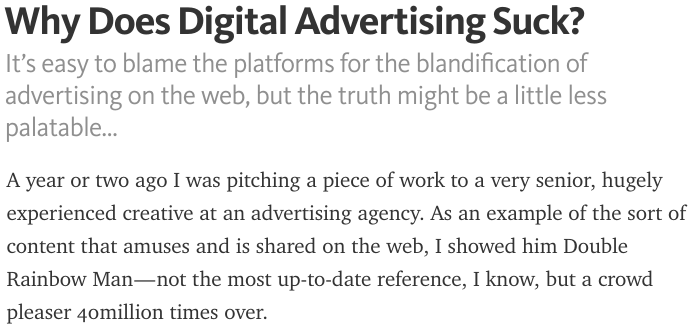 Why Does Digital Advertising Suck?
It's easy to blame the platforms for the blandification of
advertising on the web, but the truth might be a little less
palatable...
A year or two ago I was pitching a piece of work to a very senior, hugely
experienced creative at an advertising agency. As an example of the sort of
content that amuses and is shared on the web, I showed him Double
Rainbow Man—not the most up-to-date reference, I know, but a crowd
pleaser 40million times over.